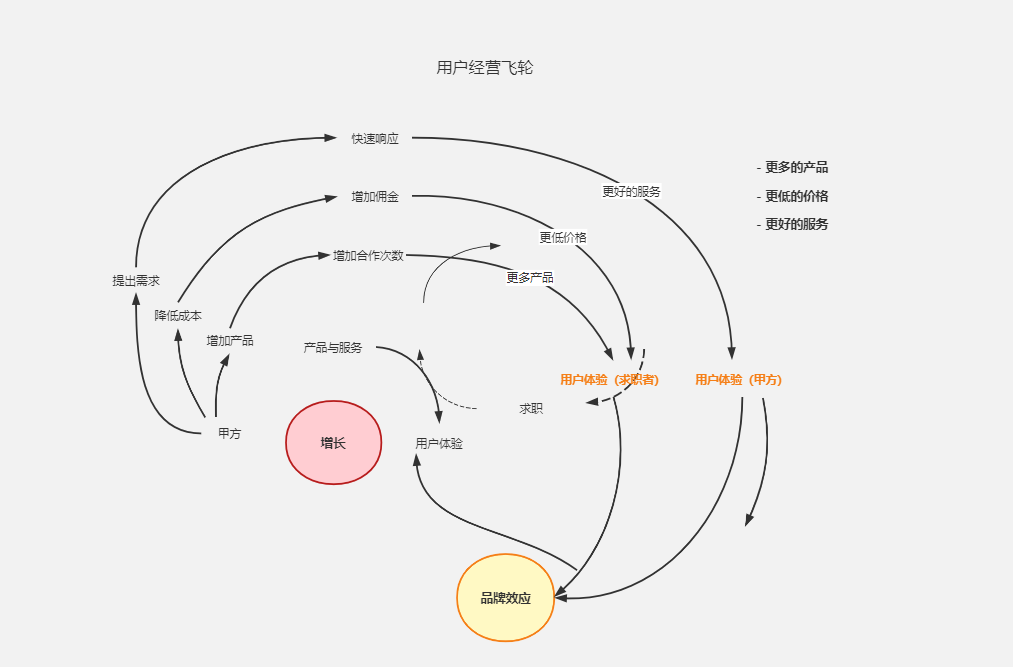 用户经营飞轮
快速响应
- 更多的产品
更好的服务
- 更低的价格
增加佣金
- 更好的服务
更低价格
增加合作次数
更多产品
提出需求
降低成本
增加产品
产品与服务
用户体验（求职者）
用户体验（甲方）
求职
甲方
增长
用户体验
品牌效应